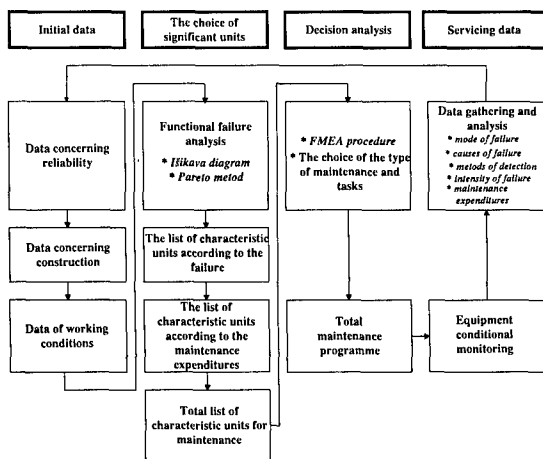 Initial data
The choice of
significant units
Decision analysis
Servicing data
Data concerning
reliability
Data concerning
construction
Data of working
conditions
Functional failure
analysis
* Išikava diagram
* Pareto metod
The list of characteristic
units according to the
failure
The list of
characteristic units
according to the
maintenance
expenditures
Total list of
characteristic units for
maintenance
* FMEA procedure
* The choice of the type
of maintenance and
tasks
Total
maintenance
programme
Data gathering and
analysis
* mode of failure
* causes of failure
* metods of detection
* intensity of failure
* maintenance
expenditures
Equipment
conditional
monitoring